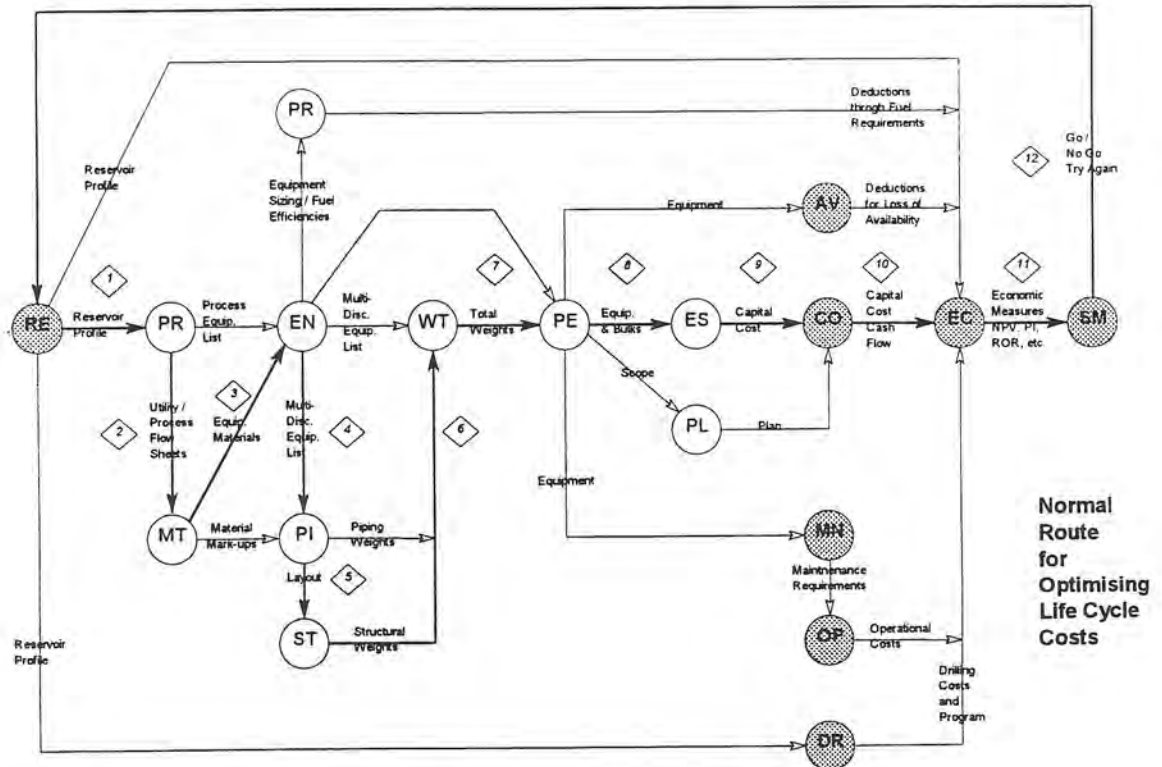 PR
Deductions
throgh Fuel
Requirements
12
Go /
No Go
Try Again
Reservoir
Profile
Equipment
Sizing / Fuel
Efficiencies
Equipment
AV
Deductions
for Loss of
Availability
1
7
8
9
10
11
RE
Reservoir
Profile
PR
Process
Equip.
List
EN
Multi-
Disc.
Equip.
List
WT
Total
Weights
PE
Equip.
& Bulks
ES
Capital
Cost
CO
Capital
Cost
Cash
Flow
EC
Economic
Measures
NPV, PI,
ROR, etc.
SM
2
Utility /
Process
Flow
Sheets
3
Equip.
Materials
Multi-
Disc.
Equip.
List
4
6
Scope
PL
Plan
Equipment
MT
Material
Mark-ups
PI
Piping
Weights
MN
Layout
5
Maintnenance
Requirements
ST
Structural
Weights
OP
Operational
Costs
Reservoir
Profile
Drilling
Costs
and
Program
DR
Normal
Route
for
Optimising
Life Cycle
Costs